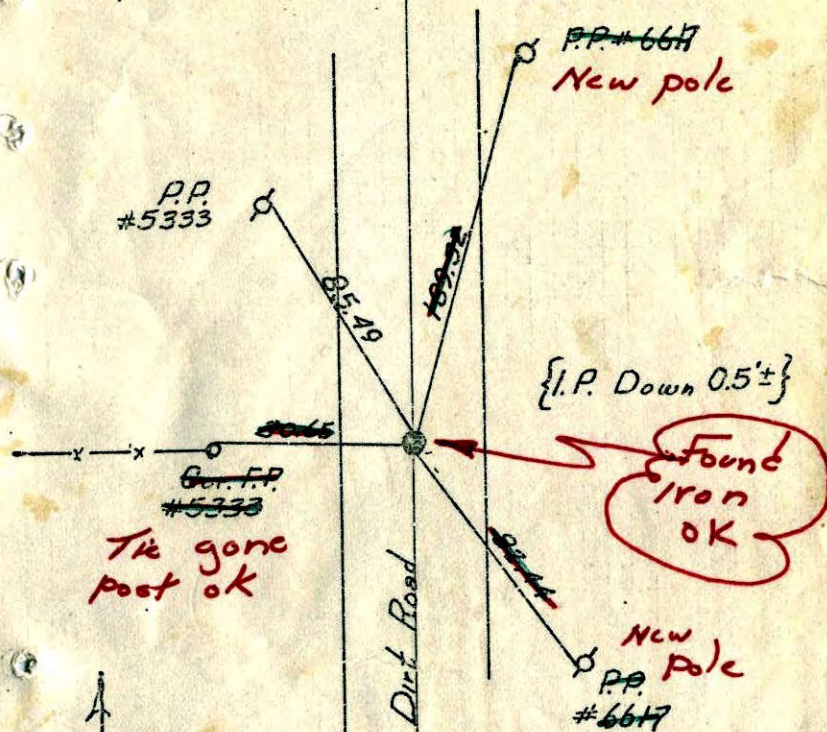 P.P. #6617
New pole
P.P.
#5333
85.49
{I.P. Down 0.5'±}
Found
Iron
OK
Cor. F.P.
#5333
Tie gone
post ok
Dirt Road
New
Pole
P.P.
#6617